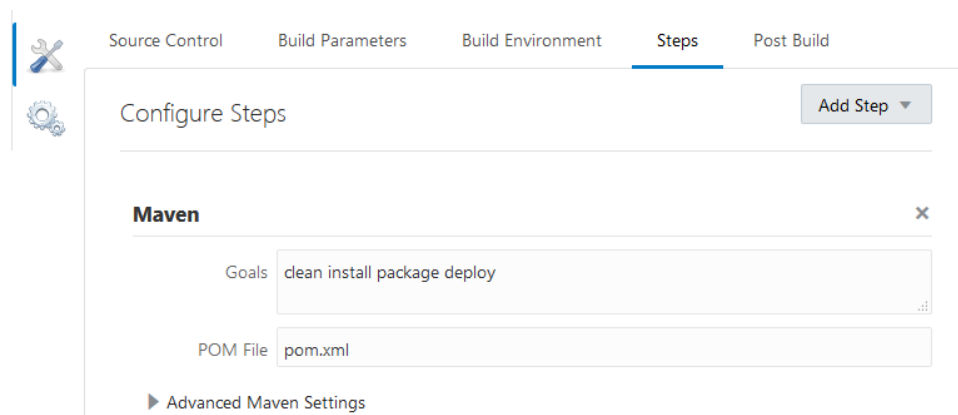 Source Control Build Parameters Build Environment Steps Post Build
Configure Steps Add Step
Maven
Goals clean install package deploy
POM File pom.xml
Advanced Maven Settings